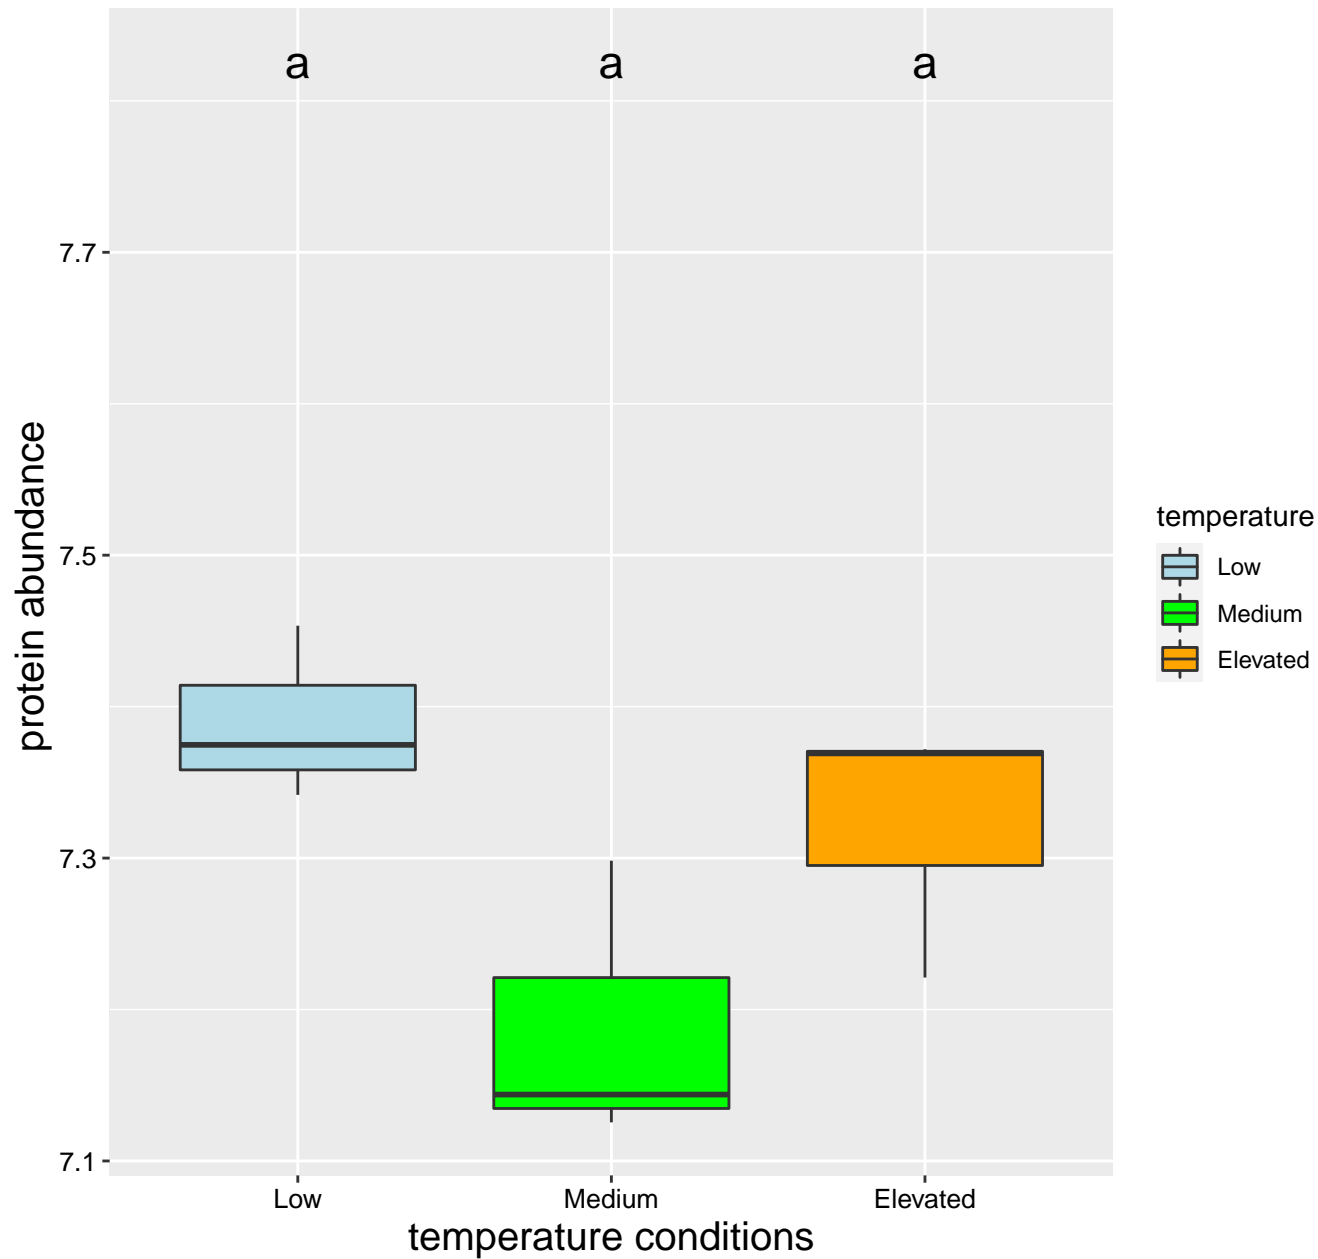 a a a
7.7
7.5
7.3
7.1
protein abundance
Low Medium Elevated
temperature conditions
temperature
Low
Medium
Elevated